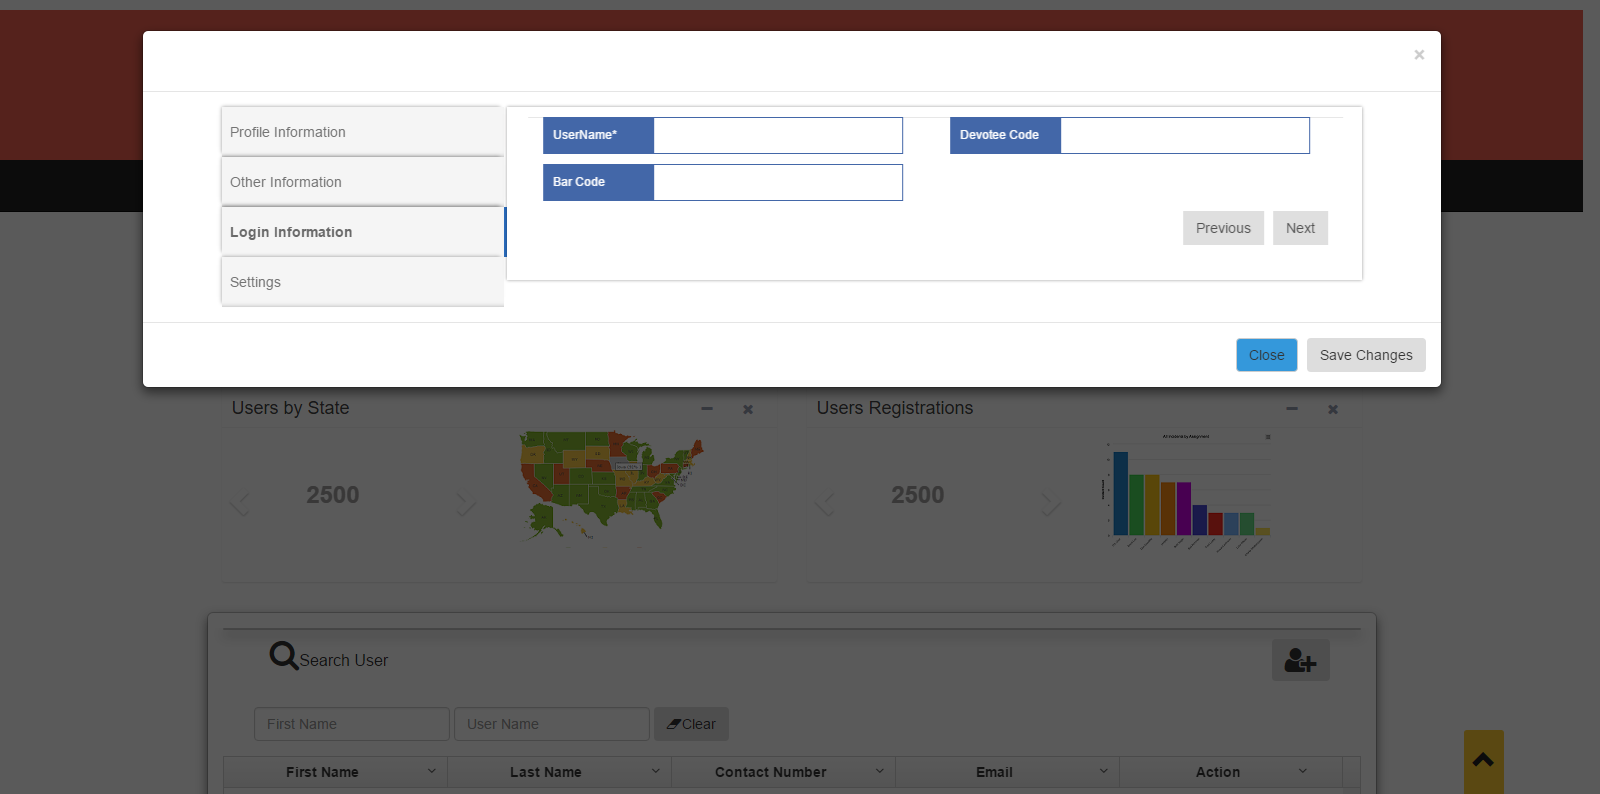 ×
Profile Information
Other Information
Login Information
Settings
UserName*
Devotee Code
Bar Code
Previous
Next
Close
Save Changes
Users by State
Users Registrations
2500
2500
Search User
First Name
User Name
Clear
First Name
Last Name
Contact Number
Email
Action